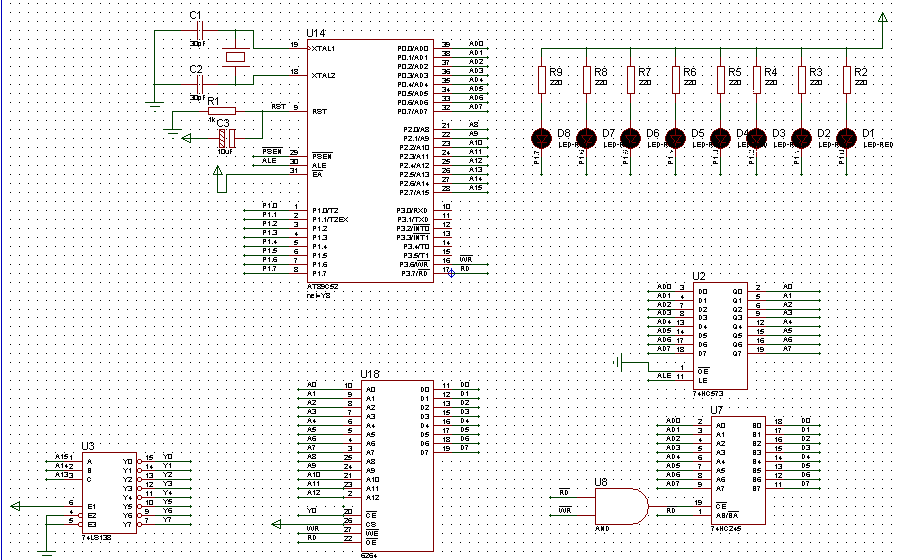 C1
30pF
C2
30pF
R1
1k
C3
10uF
RST
PSEN
ALE
U14
19 XTAL1
18 XTAL2
9 RST
29 PSEN
30 ALE
31 EA
P1.0 1 P1.0/T2
P1.1 2 P1.1/T2EX
P1.2 3 P1.2
P1.3 4 P1.3
P1.4 5 P1.4
P1.5 6 P1.5
P1.6 7 P1.6
P1.7 8 P1.7
P0.0/AD0 39 AD0
P0.1/AD1 38 AD1
P0.2/AD2 37 AD2
P0.3/AD3 36 AD3
P0.4/AD4 35 AD4
P0.5/AD5 34 AD5
P0.6/AD6 33 AD6
P0.7/AD7 32 AD7
P2.0/A8 21 A8
P2.1/A9 22 A9
P2.2/A10 23 A10
P2.3/A11 24 A11
P2.4/A12 25 A12
P2.5/A13 26 A13
P2.6/A14 27 A14
P2.7/A15 28 A15
P3.0/RXD 10
P3.1/TXD 11
P3.2/INT0 12
P3.3/INT1 13
P3.4/T0 14
P3.5/T1 15
P3.6/WR 16 WR
P3.7/RD 17 RD
AT89C52
R9 R8 R7 R6 R5 R4 R3 R2
220 220 220 220 220 220 220 220
D8 D7 D6 D5 D4 D3 D2 D1
LED-RED
U2
AD0 3 D0 Q0 2 A0
AD1 4 D1 Q1 5 A1
AD2 7 D2 Q2 6 A2
AD3 8 D3 Q3 9 A3
AD4 13 D4 Q4 12 A4
AD5 14 D5 Q5 15 A5
AD6 17 D6 Q6 16 A6
AD7 18 D7 Q7 19 A7
1 OE
ALE 11 LE
74HC573
U18
A0 10 A0 D0 11 D0
A1 9 A1 D1 12 D1
A2 8 A2 D2 13 D2
A3 7 A3 D3 15 D3
A4 6 A4 D4 16 D4
A5 5 A5 D5 17 D5
A6 4 A6 D6 18 D6
A7 3 A7 D7 19 D7
A8 25 A8
A9 24 A9
A10 21 A10
A11 23 A11
A12 2 A12
Y0 20 CE
26 CS
WR 27 WE
RD 22 OE
6264
U3
A15 1 A Y0 15 Y0
A14 2 B Y1 14 Y1
A13 3 C Y2 13 Y2
Y3 12 Y3
Y4 11 Y4
6 E1 Y5 10 Y5
4 E2 Y6 9 Y6
5 E3 Y7 7 Y7
74LS138
U7
AD0 2 A0 B0 18 D0
AD1 3 A1 B1 17 D1
AD2 4 A2 B2 16 D2
AD3 5 A3 B3 15 D3
AD4 6 A4 B4 14 D4
AD5 7 A5 B5 13 D5
AD6 8 A6 B6 12 D6
AD7 9 A7 B7 11 D7
19 CE
RD 1 AB/BA
74HC245
U8
RD
WR
AND